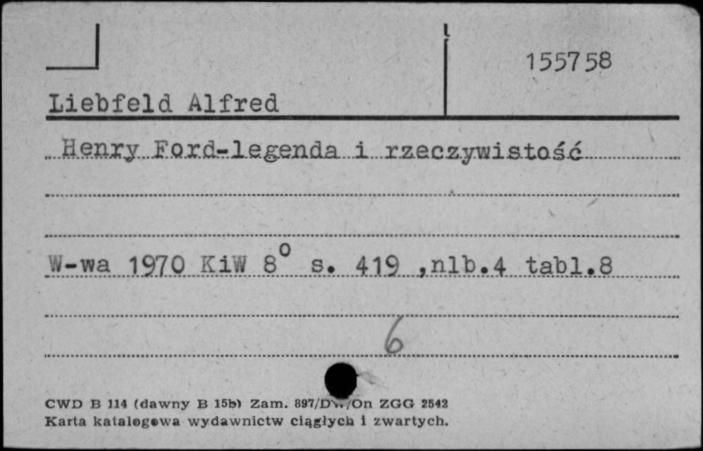 155758
Liebfeld Alfred
Henry Ford-legenda i rzeczywistość
W-wa 1970 KiW 8° s. 419 ,nlb.4 tabl.8
6
CWD B 114 (dawny B 15b) Zam. 897/ /On ZGG 2542
Karta katalogowa wydawnictw ciągłych i zwartych.